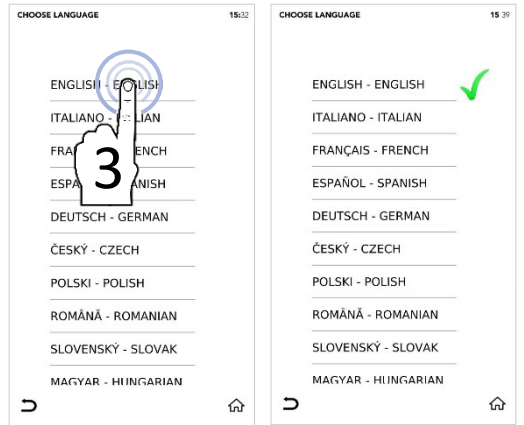 CHOOSE LANGUAGE 15:32
ENGLISH - ENGLISH
ITALIANO - ITALIAN
FRANÇAIS - FRENCH
ESPAÑOL - SPANISH
DEUTSCH - GERMAN
ČESKÝ - CZECH
POLSKI - POLISH
ROMÂNĂ - ROMANIAN
SLOVENSKÝ - SLOVAK
MAGYAR - HUNGARIAN
3
CHOOSE LANGUAGE 15 39
ENGLISH - ENGLISH
ITALIANO - ITALIAN
FRANÇAIS - FRENCH
ESPAÑOL - SPANISH
DEUTSCH - GERMAN
ČESKÝ - CZECH
POLSKI - POLISH
ROMÂNĂ - ROMANIAN
SLOVENSKÝ - SLOVAK
MAGYAR - HUNGARIAN